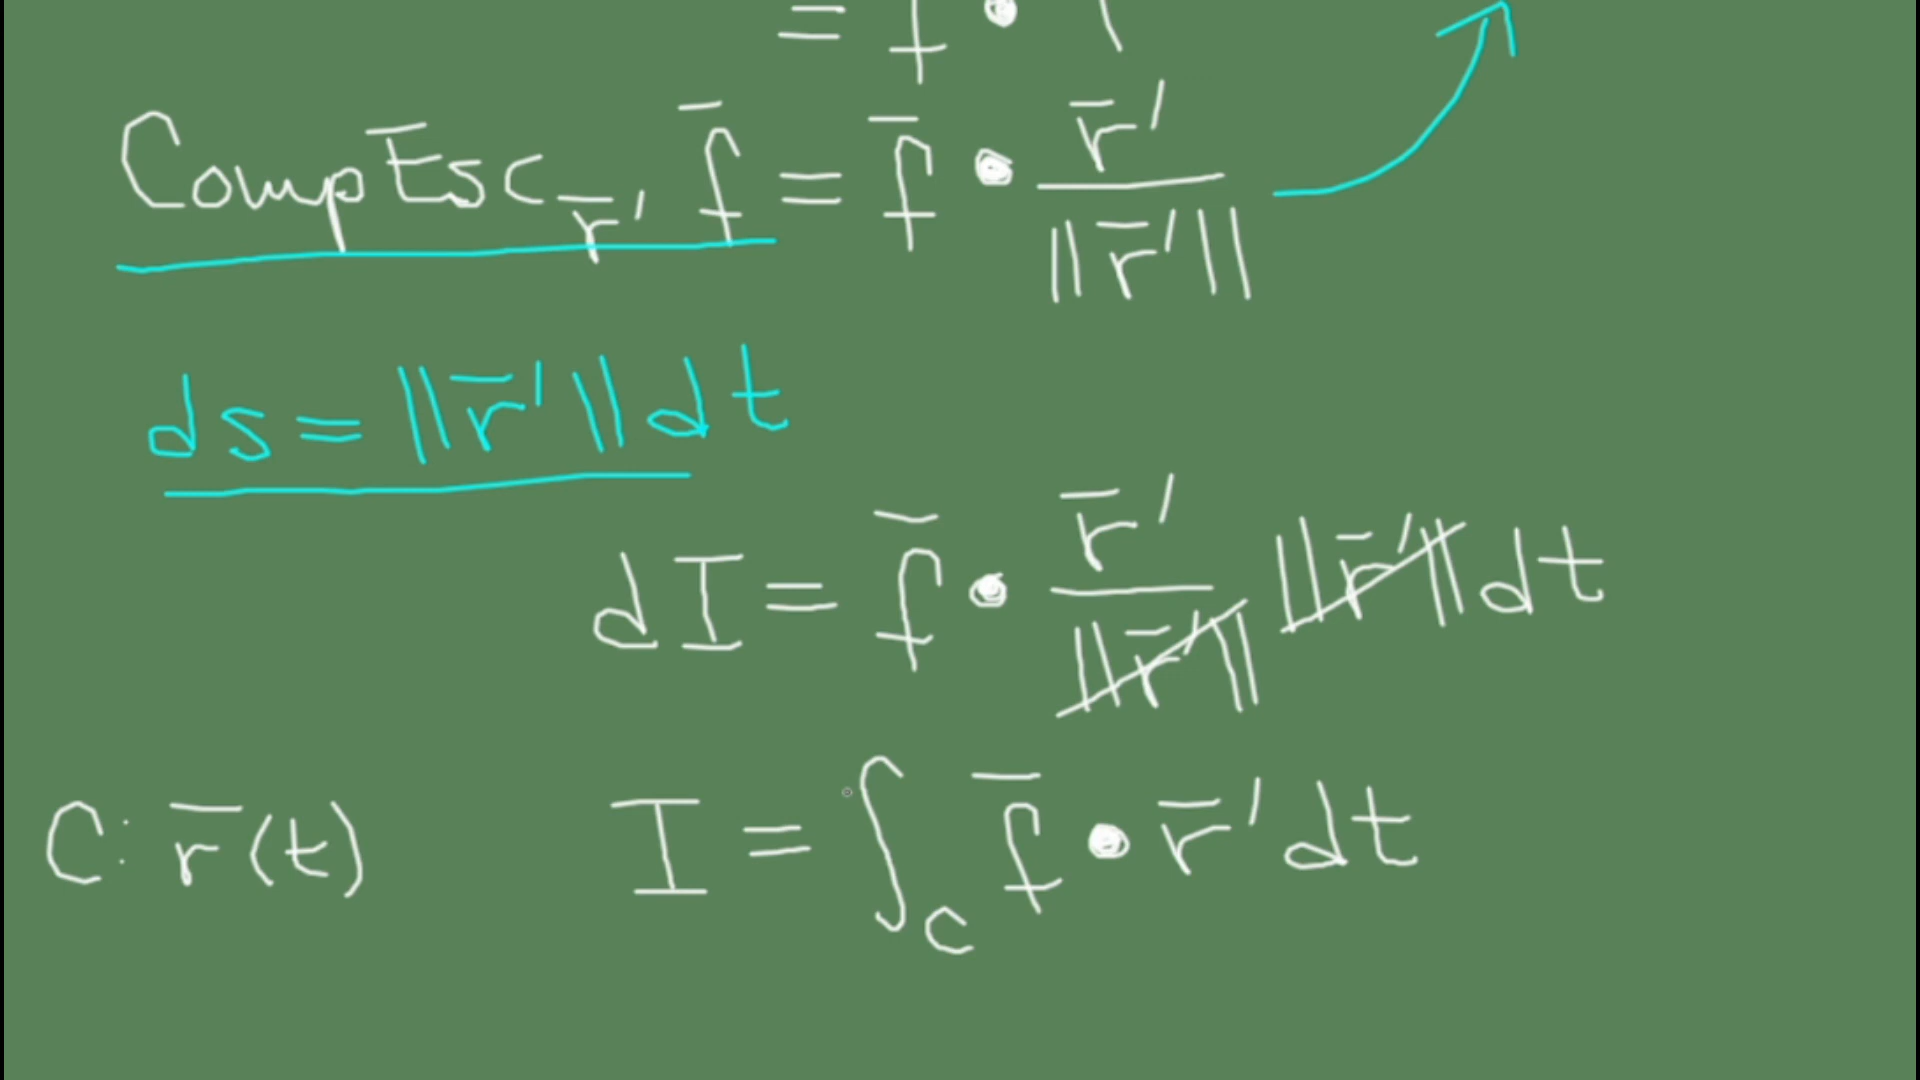 = f̄ •
CompEsc_r̄′ f̄ = f̄ • r̄′ / ||r̄′||
ds = ||r̄′|| dt
dI = f̄ • r̄′ / ||r̄′|| ||r̄′|| dt
C: r̄(t) I = ∫_C f̄ • r̄′ dt